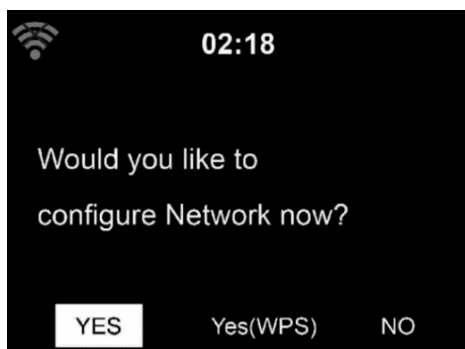 02:18
Would you like to
configure Network now?
YES Yes(WPS) NO